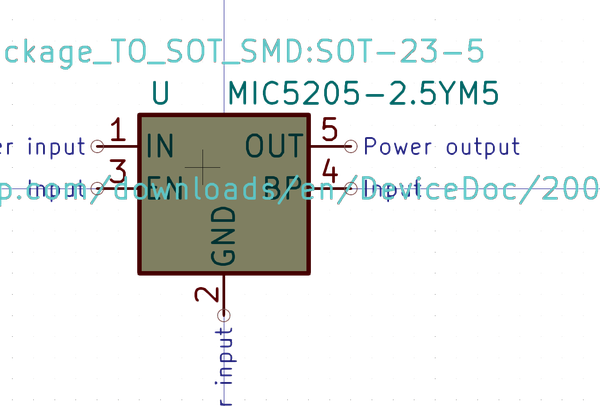 ckage_TO_SOT_SMD:SOT-23-5
U MIC5205-2.5YM5
er input 1 IN OUT 5 Power output
Input 3 EN BP 4 Input
p.com/downloads/en/DeviceDoc/200
GND
2
r input